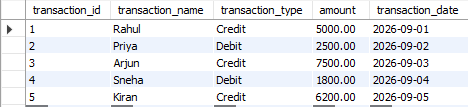 transaction_id transaction_name transaction_type amount transaction_date
1 Rahul Credit 5000.00 2026-09-01
2 Priya Debit 2500.00 2026-09-02
3 Arjun Credit 7500.00 2026-09-03
4 Sneha Debit 1800.00 2026-09-04
5 Kiran Credit 6200.00 2026-09-05